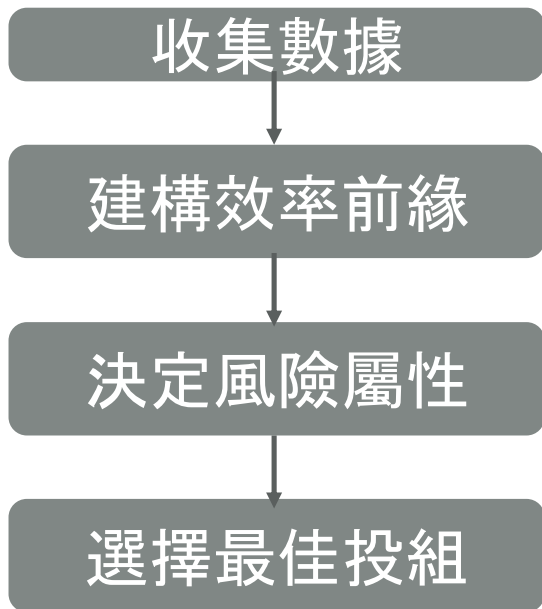 收集數據
建構效率前緣
決定風險屬性
選擇最佳投組